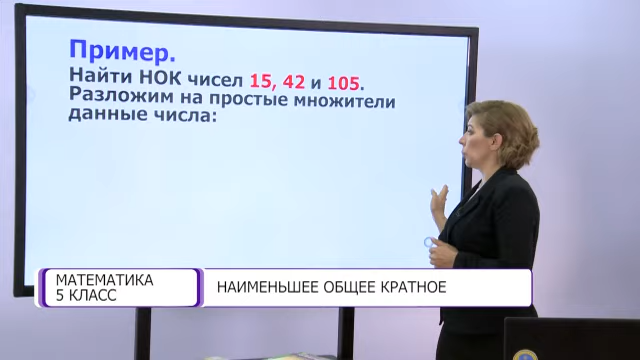 Пример.
Найти НОК чисел 15, 42 и 105.
Разложим на простые множители
данные числа:
МАТЕМАТИКА
5 КЛАСС
НАИМЕНЬШЕЕ ОБЩЕЕ КРАТНОЕ